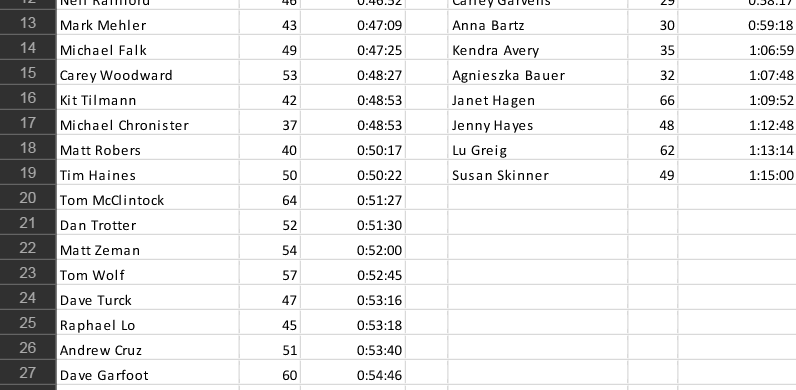 12 Neil Rainford 46 0:46:52 29 0:58:17
13 Mark Mehler 43 0:47:09 Anna Bartz 30 0:59:18
14 Michael Falk 49 0:47:25 Kendra Avery 35 1:06:59
15 Carey Woodward 53 0:48:27 Agnieszka Bauer 32 1:07:48
16 Kit Tilmann 42 0:48:53 Janet Hagen 66 1:09:52
17 Michael Chronister 37 0:48:53 Jenny Hayes 48 1:12:48
18 Matt Robers 40 0:50:17 Lu Greig 62 1:13:14
19 Tim Haines 50 0:50:22 Susan Skinner 49 1:15:00
20 Tom McClintock 64 0:51:27
21 Dan Trotter 52 0:51:30
22 Matt Zeman 54 0:52:00
23 Tom Wolf 57 0:52:45
24 Dave Turck 47 0:53:16
25 Raphael Lo 45 0:53:18
26 Andrew Cruz 51 0:53:40
27 Dave Garfoot 60 0:54:46